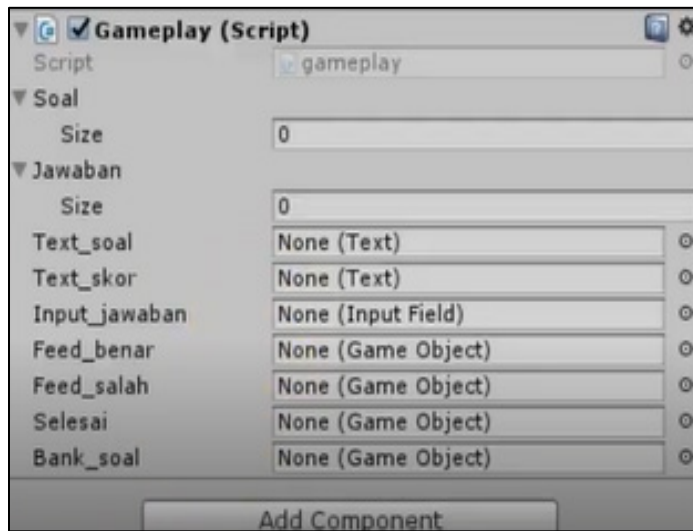 Gameplay (Script)
Script gameplay
Soal
Size 0
Jawaban
Size 0
Text_soal None (Text)
Text_skor None (Text)
Input_jawaban None (Input Field)
Feed_benar None (Game Object)
Feed_salah None (Game Object)
Selesai None (Game Object)
Bank_soal None (Game Object)
Add Component